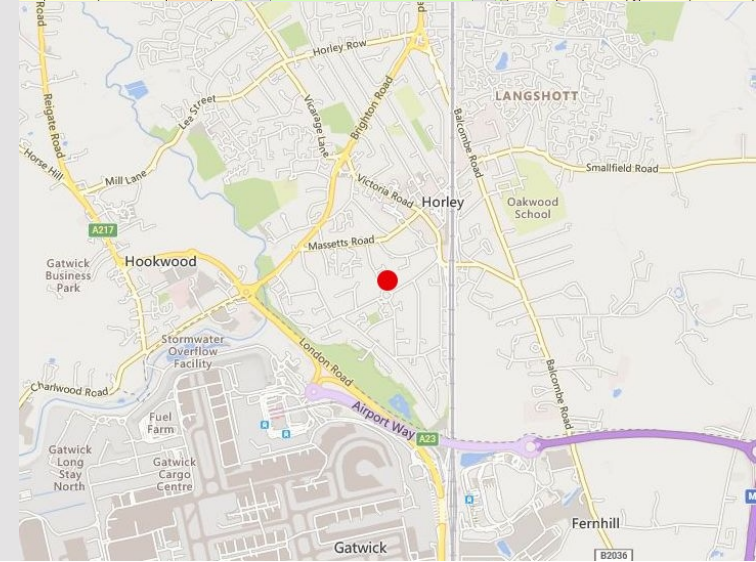 Road
ad
Horley Row
LANGSHOTT
Reigate Road
Lee Street
Vicarage Lane
Brighton Road
Balcombe Road
Horse Hill
Mill Lane
Smallfield Road
Victoria Road
Horley
Oakwood
School
A217
Massetts Road
Hookwood
Gatwick
Business
Park
Stormwater
Overflow
Facility
London Road
Balcombe Road
Charlwood Road
Airport Way
A23
Fuel
Farm
Gatwick
Long
Stay
North
Gatwick
Cargo
Centre
M
Fernhill
Gatwick
B2036